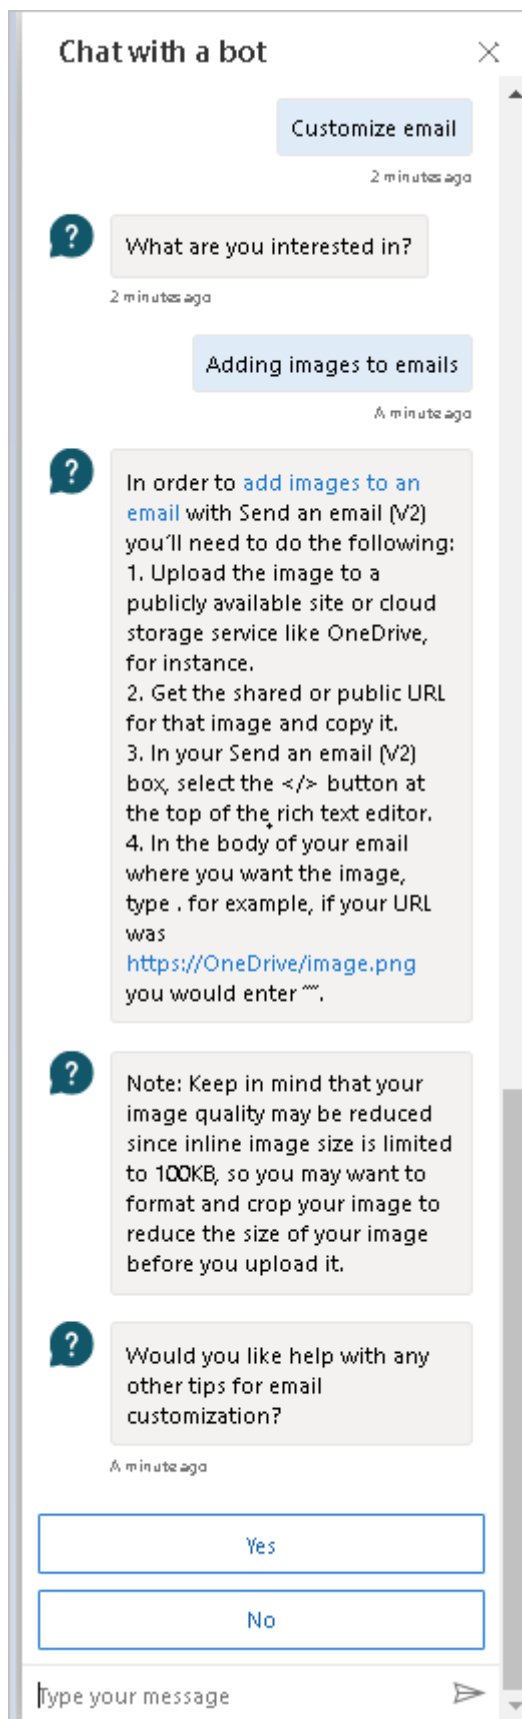 Chat with a bot
Customize email
2 minutes ago
What are you interested in?
2 minutes ago
Adding images to emails
A minute ago
In order to add images to an
email with Send an email (V2)
you'll need to do the following:
1. Upload the image to a
publicly available site or cloud
storage service like OneDrive,
for instance.
2. Get the shared or public URL
for that image and copy it.
3. In your Send an email (V2)
box, select the </> button at
the top of the rich text editor.
4. In the body of your email
where you want the image,
type . for example, if your URL
was
https://OneDrive/image.png
you would enter "".
Note: Keep in mind that your
image quality may be reduced
since inline image size is limited
to 100KB, so you may want to
format and crop your image to
reduce the size of your image
before you upload it.
Would you like help with any
other tips for email
customization?
A minute ago
Yes
No
Type your message